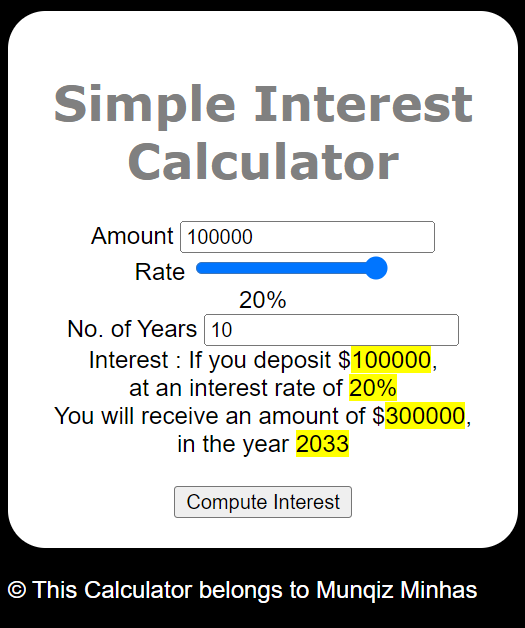 Simple Interest
Calculator
Amount 100000
Rate
20%
No. of Years 10
Interest : If you deposit $100000,
at an interest rate of 20%
You will receive an amount of $300000,
in the year 2033
Compute Interest
© This Calculator belongs to Munqiz Minhas